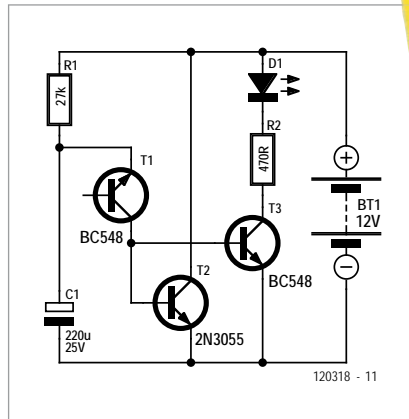 R1
27k
D1
R2
470R
T1
BC548
T3
BC548
T2
2N3055
C1
220u
25V
+
BT1
12V
−
120318 - 11